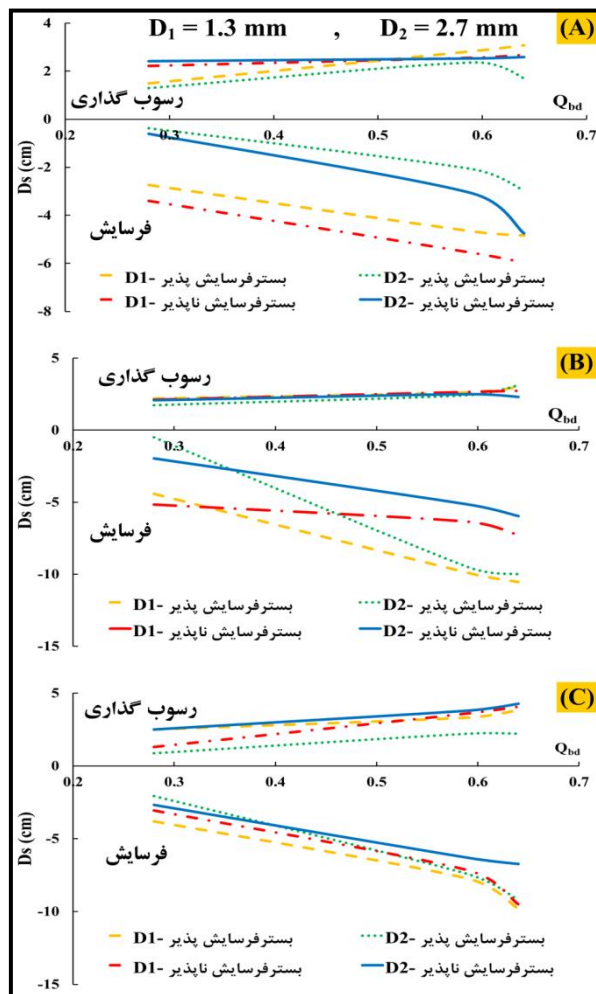 D₁ = 1.3 mm , D₂ = 2.7 mm
(A)
4
2
0
-2
-4
-6
-8
Ds (cm)
رسوب گذاری
Q_bd
0.2 0.3 0.4 0.5 0.6 0.7
فرسایش
D1- بسترفرسایش پذیر
D2- بسترفرسایش پذیر
D1- بسترفرسایش ناپذیر
D2- بسترفرسایش ناپذیر
(B)
5
0
-5
-10
-15
Ds (cm)
رسوب گذاری
Q_bd
0.2 0.3 0.4 0.5 0.6 0.7
فرسایش
D1- بسترفرسایش پذیر
D2- بسترفرسایش پذیر
D1- بسترفرسایش ناپذیر
D2- بسترفرسایش ناپذیر
(C)
5
0
-5
-10
-15
Ds (cm)
رسوب گذاری
Q_bd
0.2 0.3 0.4 0.5 0.6 0.7
فرسایش
D1- بسترفرسایش پذیر
D2- بسترفرسایش پذیر
D1- بسترفرسایش ناپذیر
D2- بسترفرسایش ناپذیر